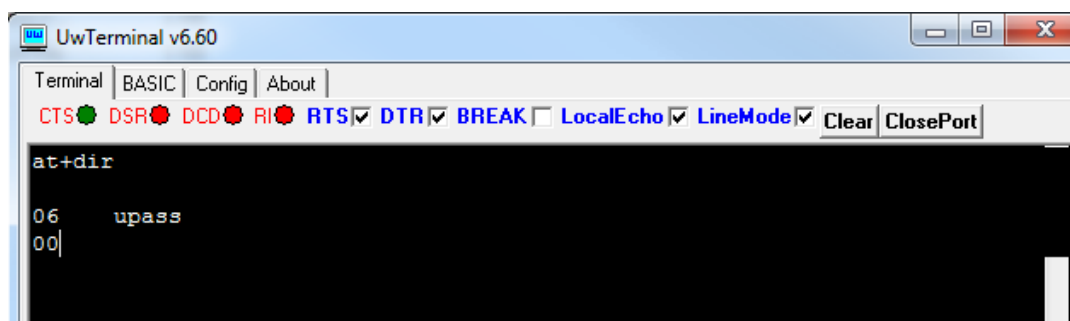 UwTerminal v6.60
Terminal BASIC Config About
CTS DSR DCD RI RTS DTR BREAK LocalEcho LineMode Clear ClosePort
at+dir
06 upass
00